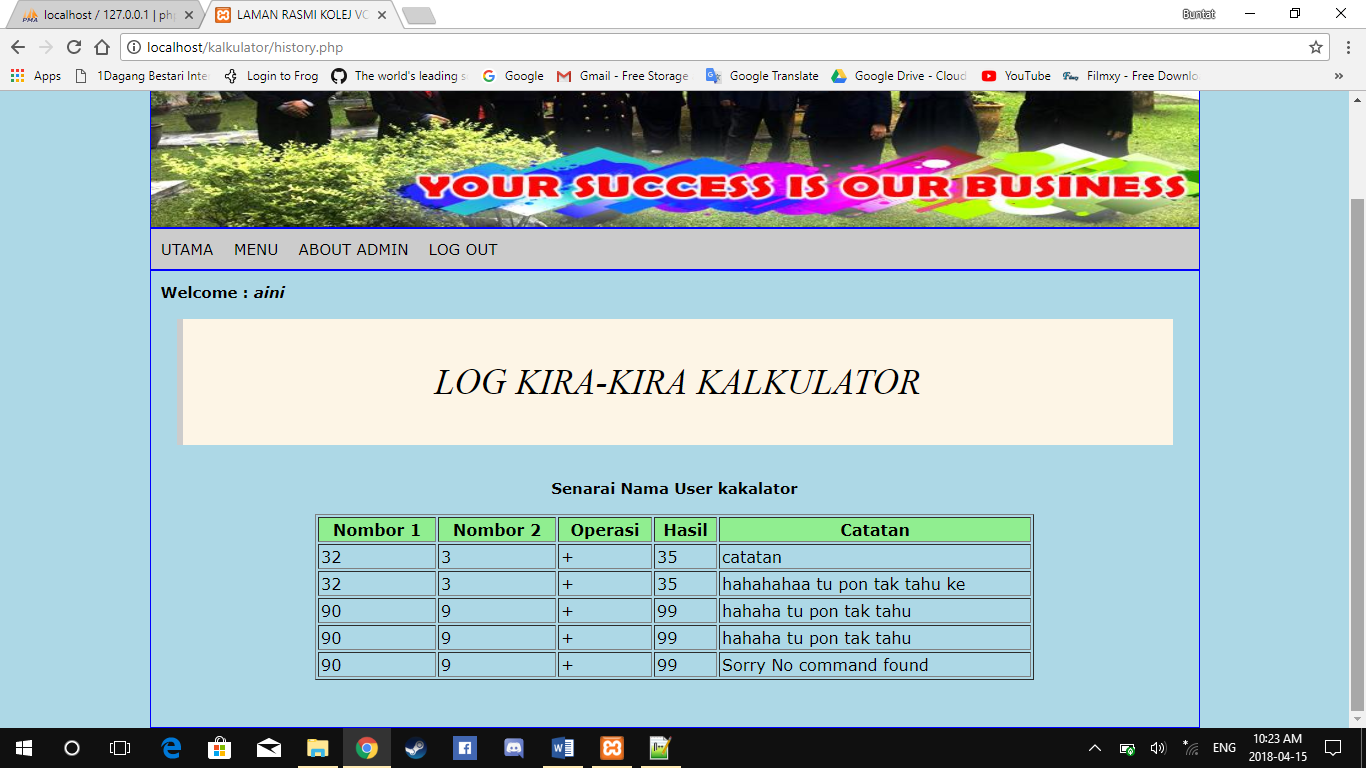 localhost / 127.0.0.1 | ph
LAMAN RASMI KOLEJ VO
Buntat
localhost/kalkulator/history.php
Apps
1Dagang Bestari Inte
Login to Frog
The world's leading s
Google
Gmail - Free Storage
Google Translate
Google Drive - Cloud
YouTube
Filmxy - Free Downlo
»
YOUR SUCCESS IS OUR BUSINESS
UTAMA MENU ABOUT ADMIN LOG OUT
Welcome : aini
LOG KIRA-KIRA KALKULATOR
Senarai Nama User kakalator
Nombor 1 Nombor 2 Operasi Hasil Catatan
32 3 + 35 catatan
32 3 + 35 hahahahaa tu pon tak tahu ke
90 9 + 99 hahaha tu pon tak tahu
90 9 + 99 hahaha tu pon tak tahu
90 9 + 99 Sorry No command found
ENG
10:23 AM
2018-04-15